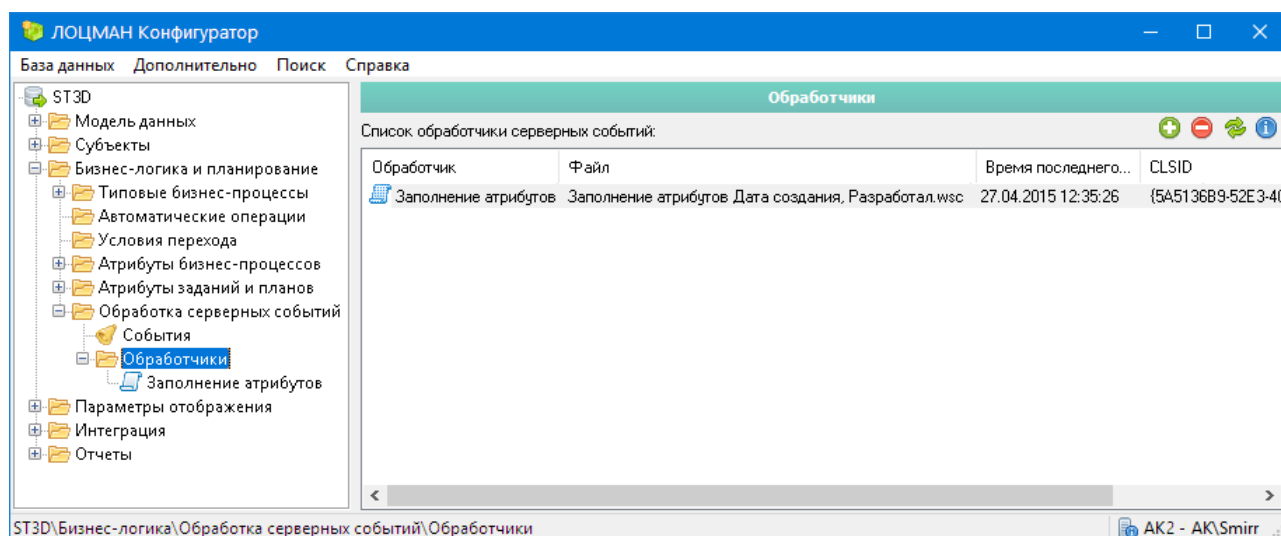 ЛОЦМАН Конфигуратор
База данных Дополнительно Поиск Справка
ST3D
Модель данных
Субъекты
Бизнес-логика и планирование
Типовые бизнес-процессы
Автоматические операции
Условия перехода
Атрибуты бизнес-процессов
Атрибуты заданий и планов
Обработка серверных событий
События
Обработчики
Заполнение атрибутов
Параметры отображения
Интеграция
Отчеты
Обработчики
Список обработчики серверных событий:
Обработчик Файл Время последнего... CLSID
Заполнение атрибутов Заполнение атрибутов Дата создания, Разработал.wsc 27.04.2015 12:35:26 {5A5136B9-52E3-40
ST3D\Бизнес-логика\Обработка серверных событий\Обработчики AK2 - AK\Smirr